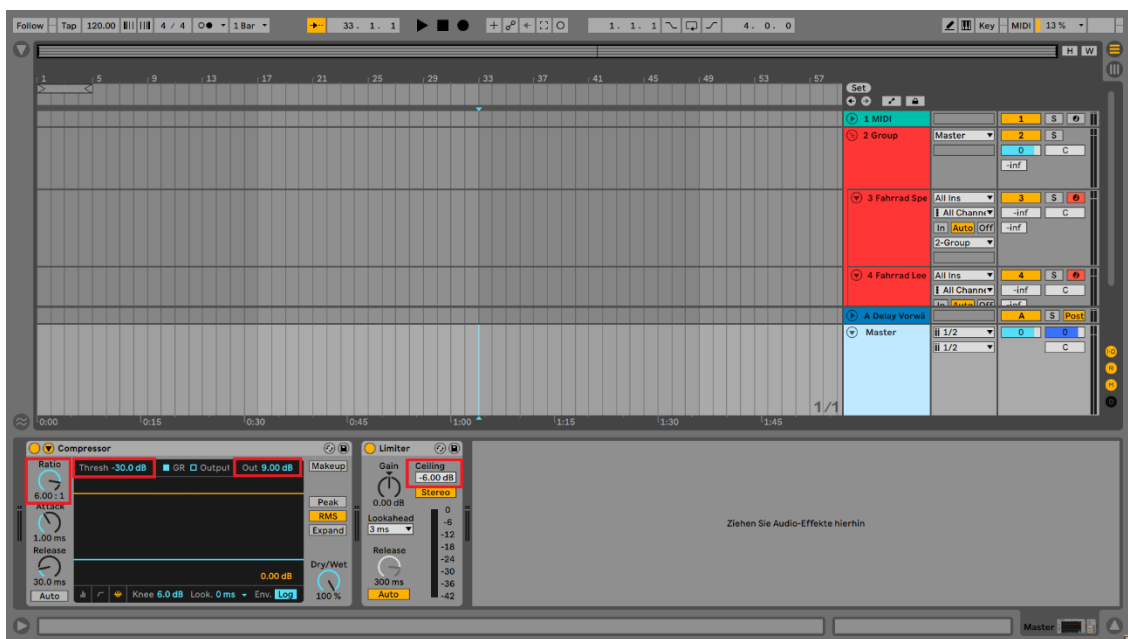 Follow Tap 120.00 4 / 4 1 Bar 33. 1. 1 1. 1. 1 4. 0. 0 Key MIDI 13 %
H W
1 5 9 13 17 21 25 29 33 37 41 45 49 53 57
Set
1 MIDI 1 S
2 Group Master 2 S
0 C
-inf
3 Fahrrad Spe All Ins 3 S
All Channe -inf C
In Auto Off -inf
2-Group
4 Fahrrad Lee All Ins 4 S
All Channe -inf C
In Auto Off -inf
A Delay Vorwä A S Post
Master 1/2 0 0
1/2 C
1/1
0:00 0:15 0:30 0:45 1:00 1:15 1:30 1:45
Compressor
Ratio Thresh -30.0 dB GR Output Out 9.00 dB Makeup
6.00 : 1
Attack Peak
1.00 ms RMS
Release Expand
Dry/Wet
30.0 ms 0.00 dB
Auto Knee 6.0 dB Look. 0 ms Env. Log 100 %
Limiter
Gain Ceiling
-6.00 dB
Stereo
0.00 dB 0
Lookahead -6
3 ms -12
-18
Release -24
-30
300 ms -36
Auto -42
Ziehen Sie Audio-Effekte hierhin
Master